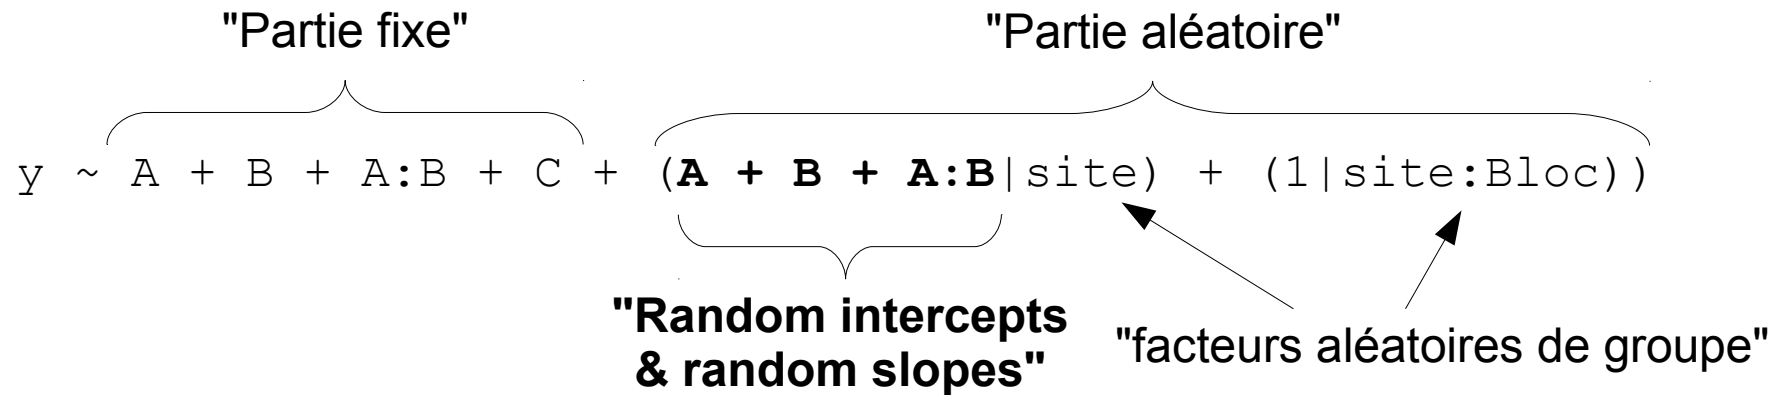 "Partie fixe" "Partie aléatoire"
y ~ A + B + A:B + C + (A + B + A:B|site) + (1|site:Bloc))
"Random intercepts
& random slopes"
"facteurs aléatoires de groupe"